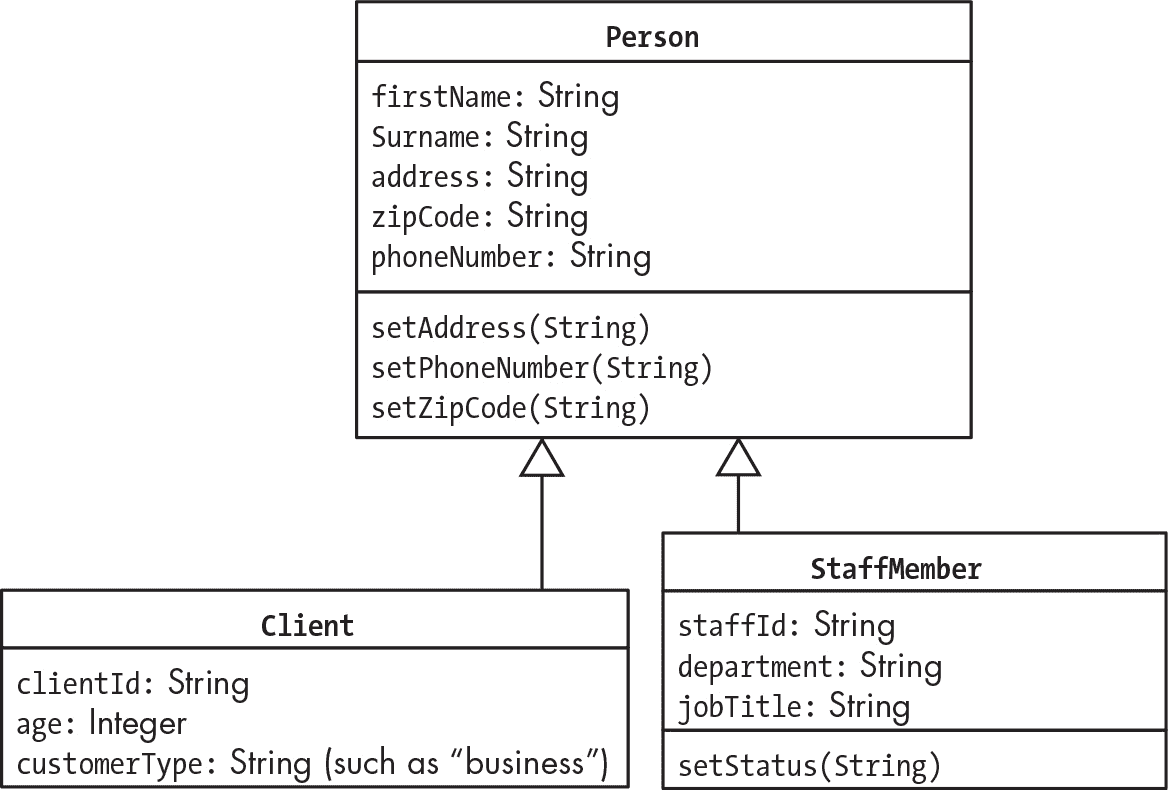 Person
firstName: String
Surname: String
address: String
zipCode: String
phoneNumber: String
setAddress(String)
setPhoneNumber(String)
setZipCode(String)
Client
clientId: String
age: Integer
customerType: String (such as “business”)
StaffMember
staffId: String
department: String
jobTitle: String
setStatus(String)